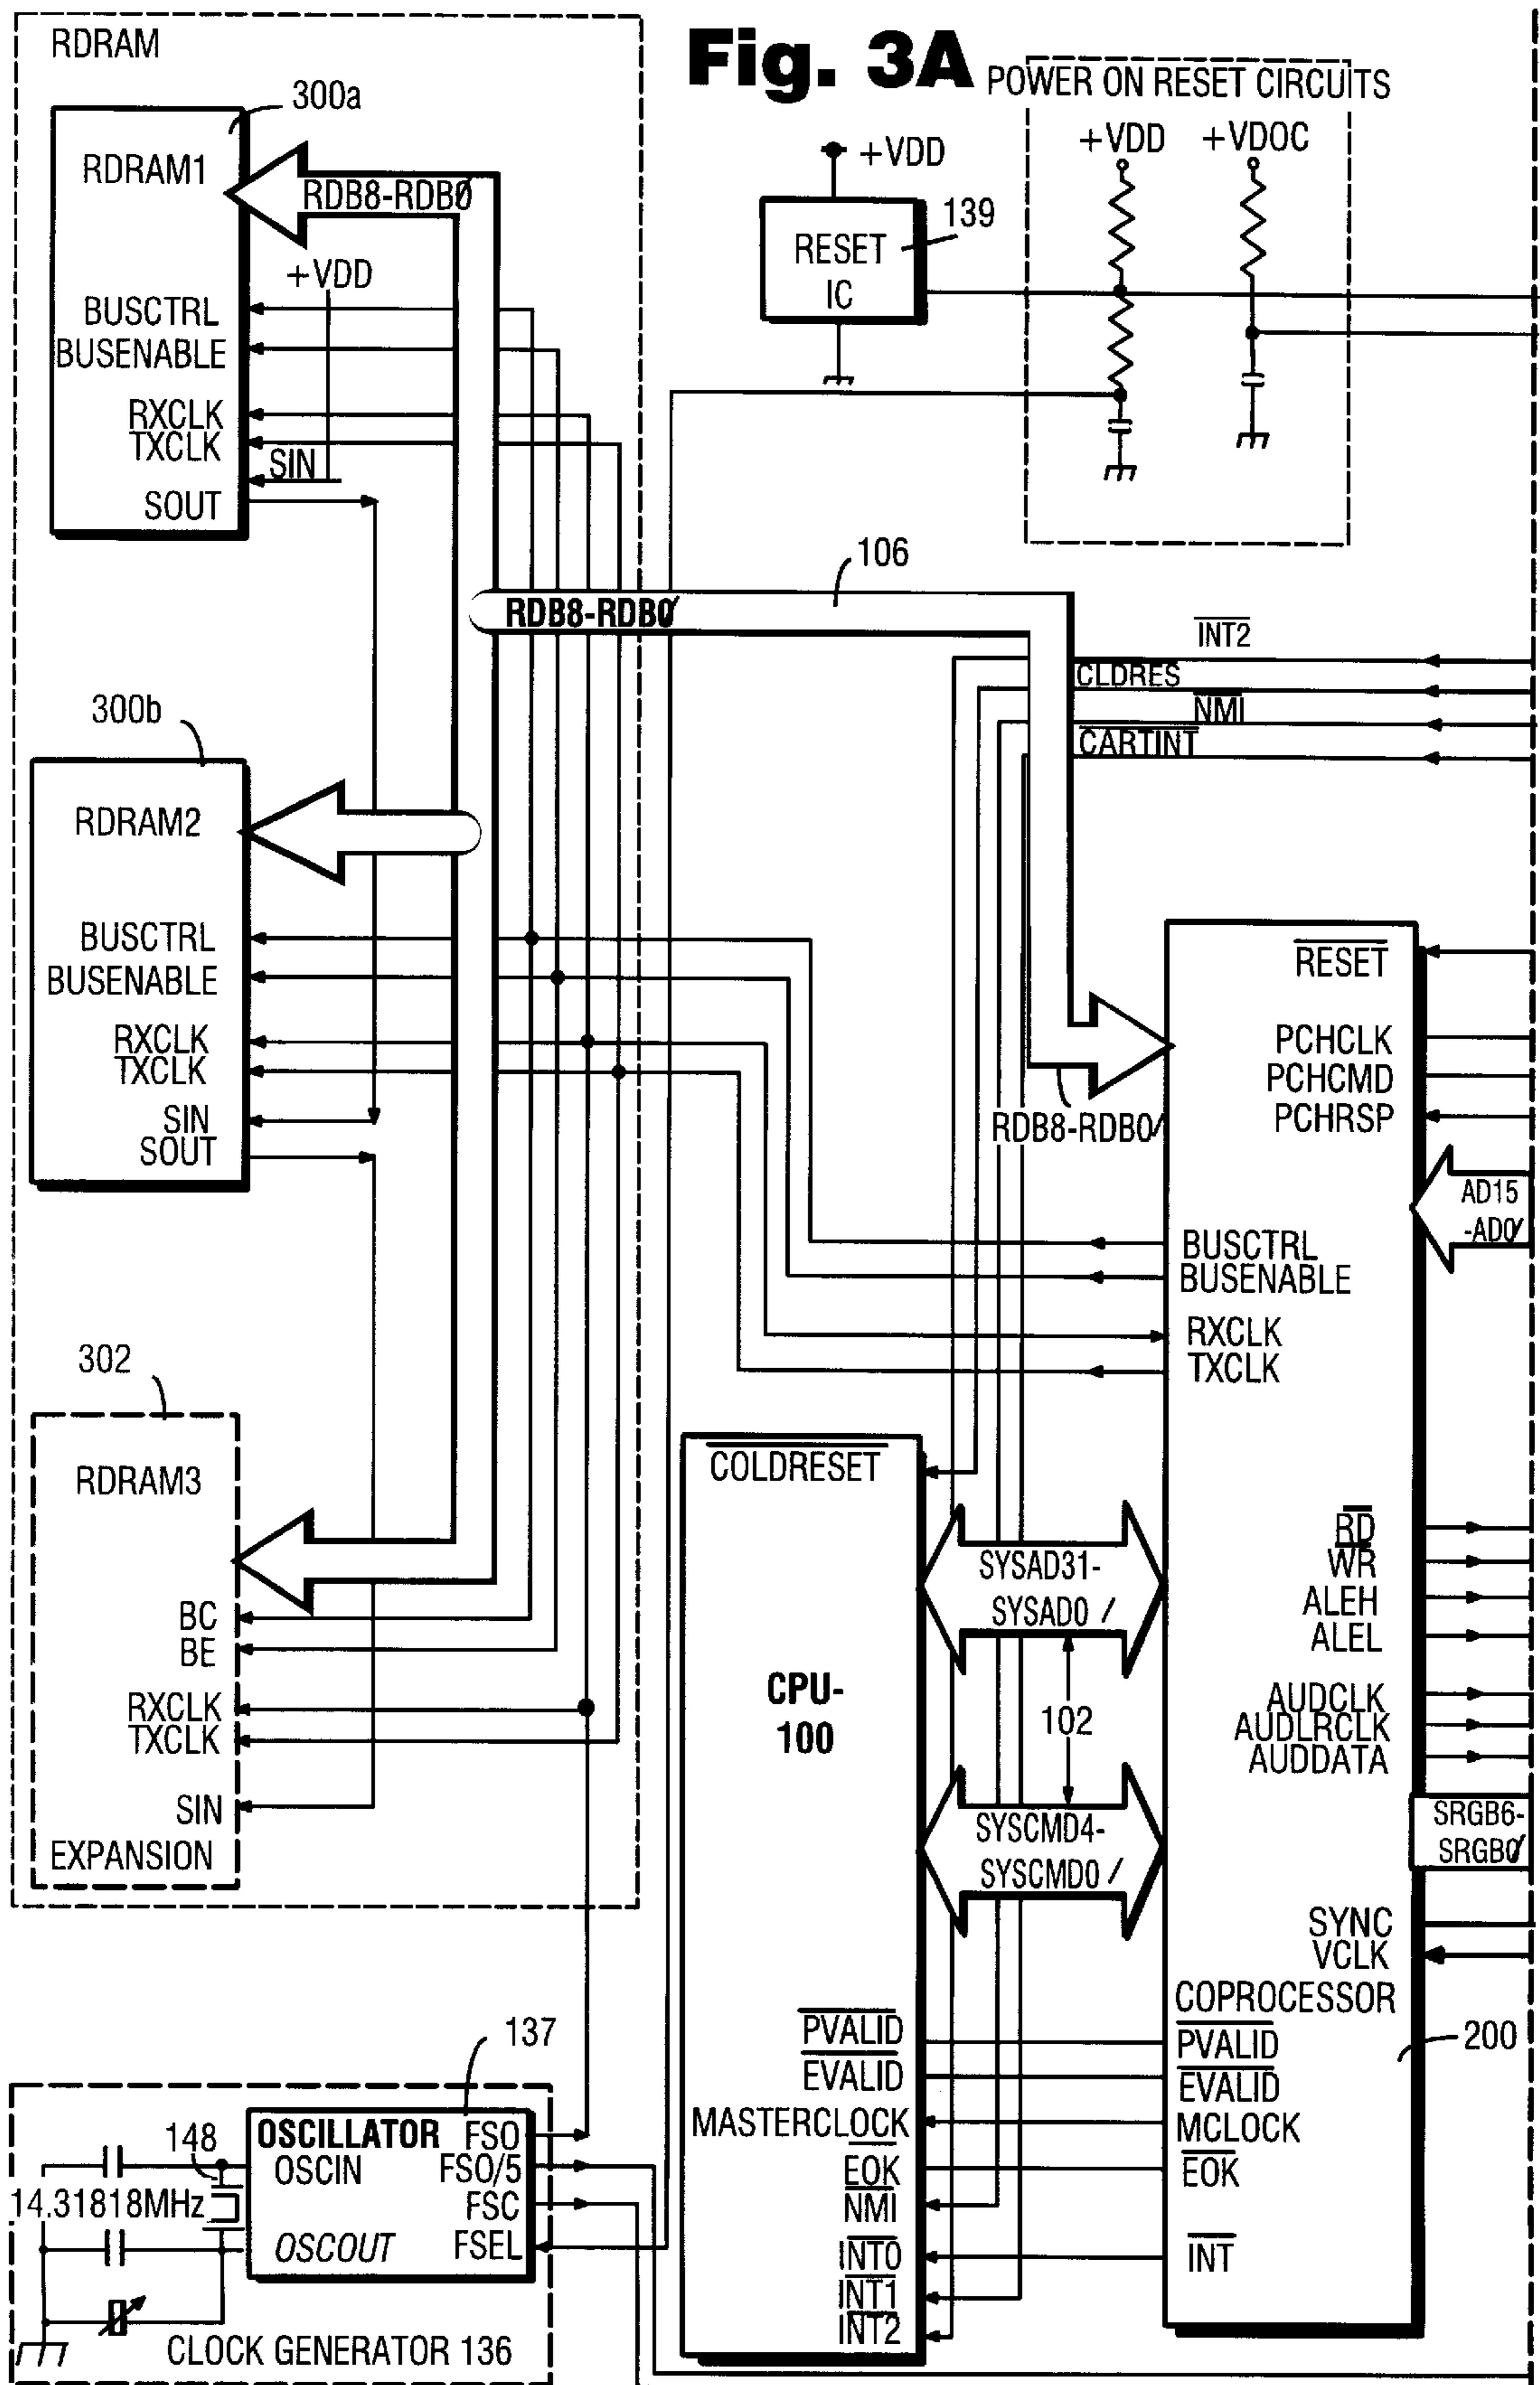 Fig. 3A
RDRAM
300a
RDRAM1
RDB8-RDB0
+VDD
BUSCTRL
BUSENABLE
RXCLK
TXCLK
SIN
SOUT
POWER ON RESET CIRCUITS
+VDD
+VDOC
+VDD
RESET
IC
139
106
RDB8-RDB0
INT2
CLDRES
NMI
CARTINT
300b
RDRAM2
BUSCTRL
BUSENABLE
RXCLK
TXCLK
SIN
SOUT
302
RDRAM3
BC
BE
RXCLK
TXCLK
SIN
EXPANSION
RESET
PCHCLK
PCHCMD
PCHRSP
RDB8-RDB0
AD15
-AD0
BUSCTRL
BUSENABLE
RXCLK
TXCLK
RD
WR
ALEH
ALEL
AUDCLK
AUDLRCLK
AUDDATA
SRGB6-
SRGB0
SYNC
VCLK
COPROCESSOR
200
PVALID
EVALID
MCLOCK
EOK
INT
COLDRESET
SYSAD31-
SYSAD0 /
CPU-
100
102
SYSCMD4-
SYSCMD0 /
PVALID
EVALID
MASTERCLOCK
EOK
NMI
INT0
INT1
INT2
137
148
OSCILLATOR
FSO
OSCIN
FSO/5
14.31818MHz
FSC
OSCOUT
FSEL
CLOCK GENERATOR 136